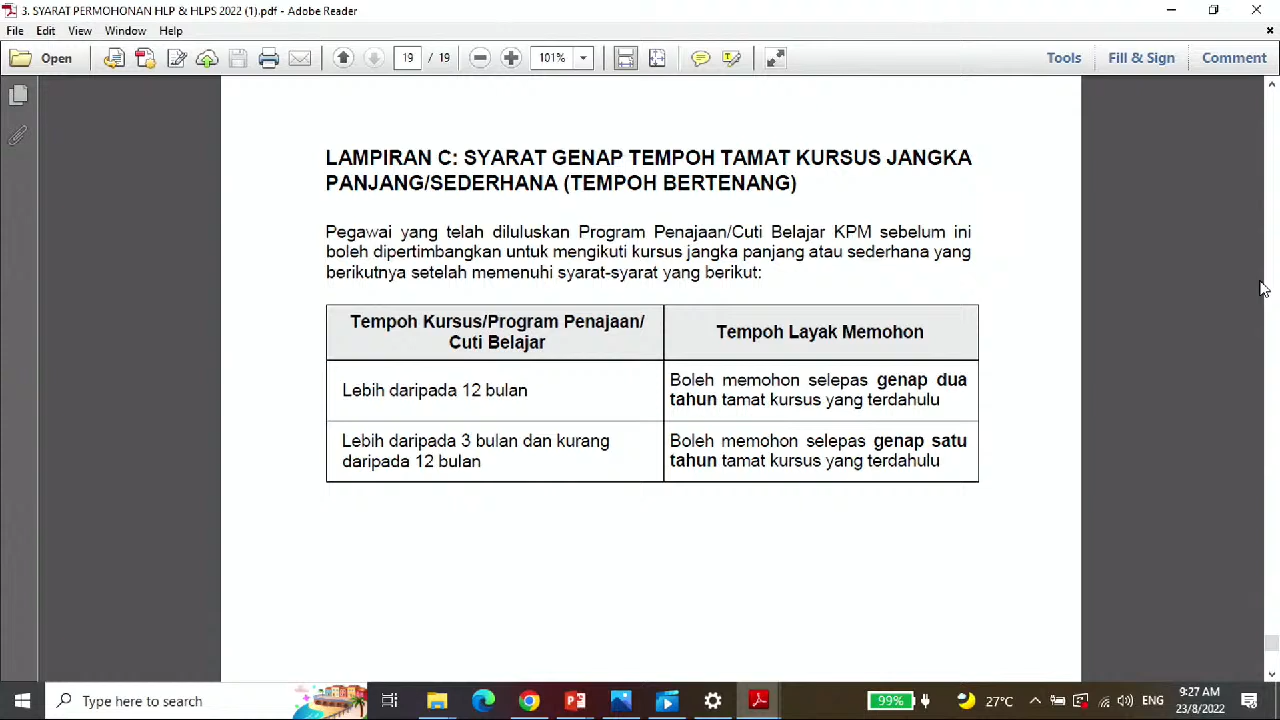 3. SYARAT PERMOHONAN HLP & HLPS 2022 (1).pdf - Adobe Reader
File Edit View Window Help
Open 19 / 19 101% Tools Fill & Sign Comment
LAMPIRAN C: SYARAT GENAP TEMPOH TAMAT KURSUS JANGKA
PANJANG/SEDERHANA (TEMPOH BERTENANG)
Pegawai yang telah diluluskan Program Penajaan/Cuti Belajar KPM sebelum ini
boleh dipertimbangkan untuk mengikuti kursus jangka panjang atau sederhana yang
berikutnya setelah memenuhi syarat-syarat yang berikut:
Tempoh Kursus/Program Penajaan/
Cuti Belajar
Tempoh Layak Memohon
Lebih daripada 12 bulan
Boleh memohon selepas genap dua
tahun tamat kursus yang terdahulu
Lebih daripada 3 bulan dan kurang
daripada 12 bulan
Boleh memohon selepas genap satu
tahun tamat kursus yang terdahulu
Type here to search
99%
27°C
ENG
9:27 AM
23/8/2022